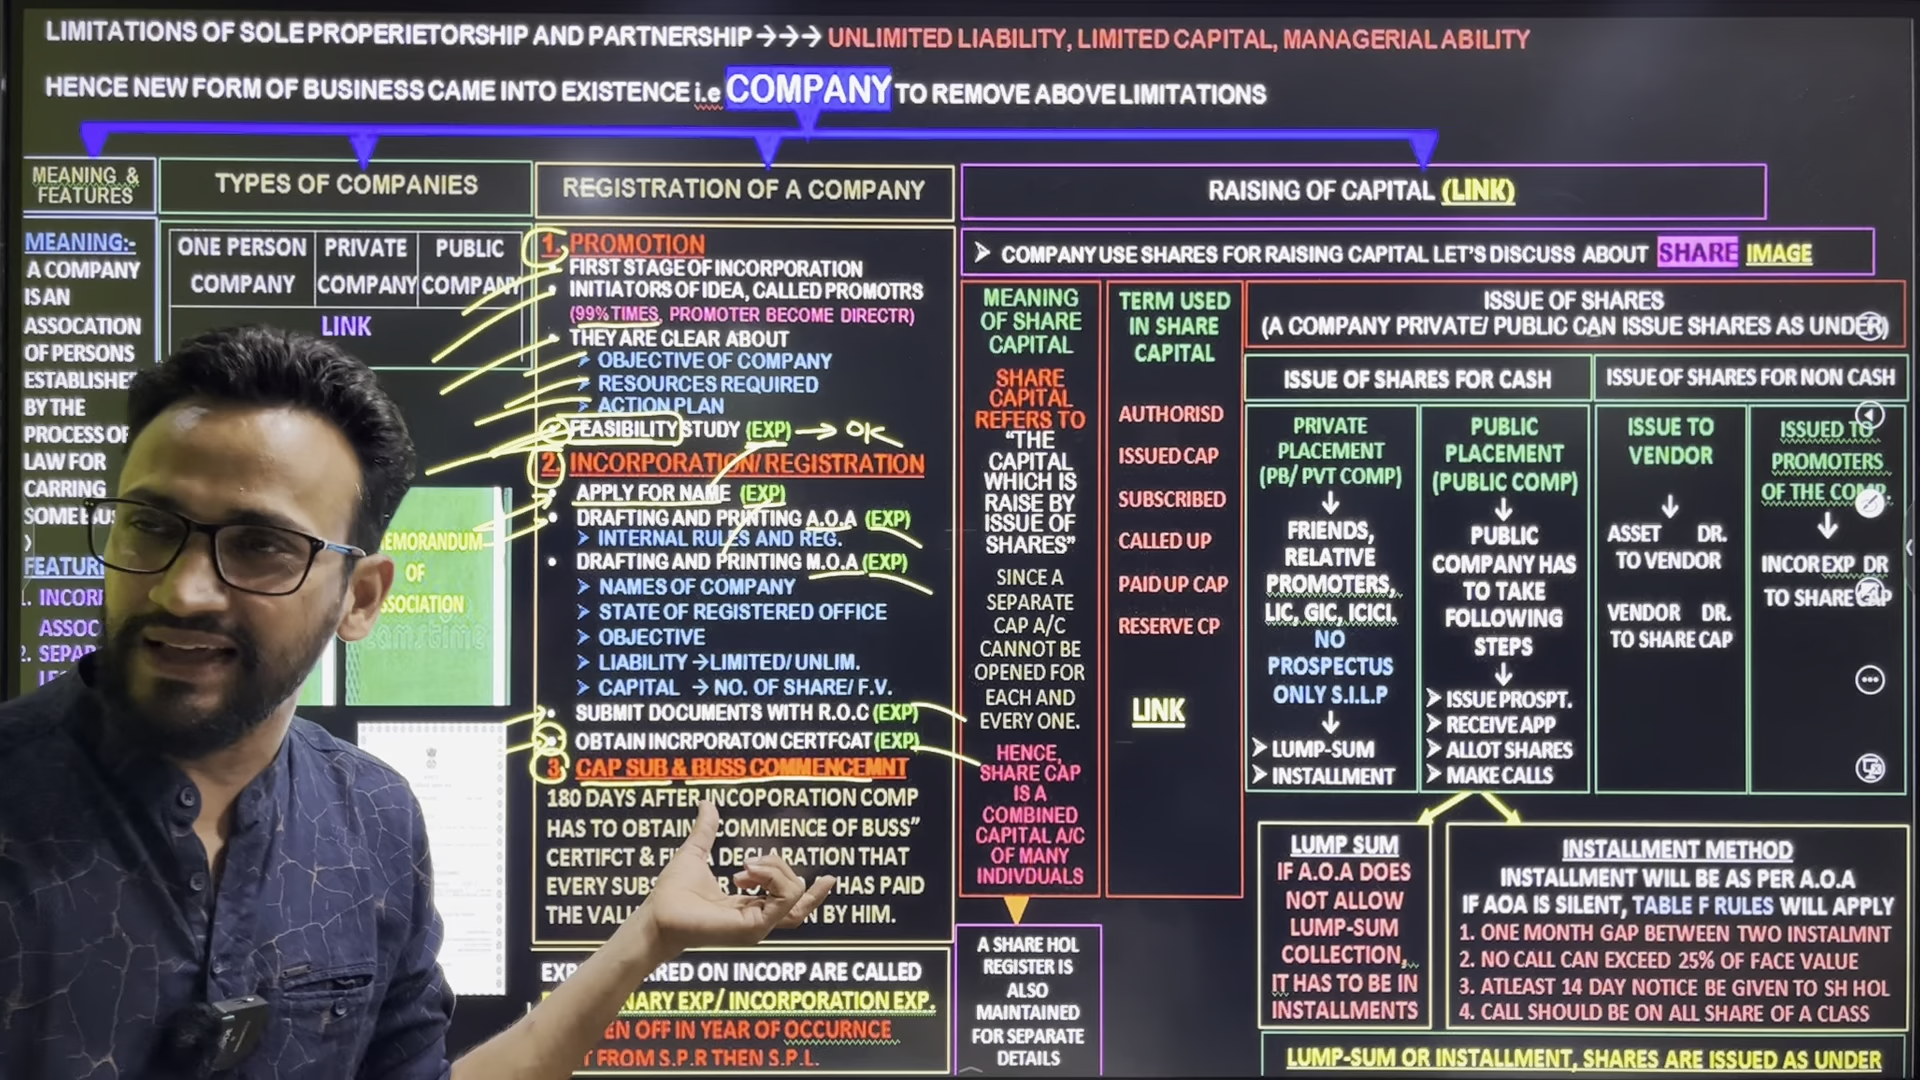 LIMITATIONS OF SOLE PROPERIETORSHIP AND PARTNERSHIP →→→ UNLIMITED LIABILITY, LIMITED CAPITAL, MANAGERIAL ABILITY
HENCE NEW FORM OF BUSINESS CAME INTO EXISTENCE i.e COMPANY TO REMOVE ABOVE LIMITATIONS
MEANING &
FEATURES
MEANING:-
A COMPANY
IS AN
ASSOCATION
OF PERSONS
BY THE
PROCESS OF
LAW FOR
CARRING
SOME
1.
ASSOC
2.
TYPES OF COMPANIES
ONE PERSON
COMPANY
PRIVATE
COMPANY
PUBLIC
COMPANY
LINK
OF
REGISTRATION OF A COMPANY
1. PROMOTION
• FIRST STAGE OF INCORPORATION
• INITIATORS OF IDEA, CALLED PROMOTRS
(99% TIMES, PROMOTER BECOME DIRECTR)
• THEY ARE CLEAR ABOUT
➢ OBJECTIVE OF COMPANY
➢ RESOURCES REQUIRED
➢ ACTION PLAN
• FEASIBILITY STUDY (EXP) → OK
2. INCORPORATION/ REGISTRATION
• APPLY FOR NAME (EXP)
• DRAFTING AND PRINTING A.O.A (EXP)
➢ INTERNAL RULES AND REG.
• DRAFTING AND PRINTING M.O.A (EXP)
➢ NAMES OF COMPANY
➢ STATE OF REGISTERED OFFICE
➢ OBJECTIVE
➢ LIABILITY → LIMITED/ UNLIM.
➢ CAPITAL → NO. OF SHARE/ F.V.
• SUBMIT DOCUMENTS WITH R.O.C (EXP)
• OBTAIN INCRPORATON CERTFCAT (EXP)
3. CAP SUB & BUSS COMMENCEMNT
180 DAYS AFTER INCOPORATION COMP
HAS TO OBTAIN COMMENCE OF BUSS”
CERTIFCT & DECLARATION THAT
EVERY HAS PAID
THE BY HIM.
ON INCORP ARE CALLED
EXP/ INCORPORATION EXP.
OFF IN YEAR OF OCCURNCE
FROM S.P.R THEN S.P.L.
RAISING OF CAPITAL (LINK)
➢ COMPANY USE SHARES FOR RAISING CAPITAL LET’S DISCUSS ABOUT SHARE IMAGE
MEANING
OF SHARE
CAPITAL
SHARE
CAPITAL
REFERS TO
“THE
CAPITAL
WHICH IS
RAISE BY
ISSUE OF
SHARES”
SINCE A
SEPARATE
CAP A/C
CANNOT BE
OPENED FOR
EACH AND
EVERY ONE.
HENCE,
SHARE CAP
IS A
COMBINED
CAPITAL A/C
OF MANY
INDIVDUALS
A SHARE HOL
REGISTER IS
ALSO
MAINTAINED
FOR SEPARATE
DETAILS
TERM USED
IN SHARE
CAPITAL
AUTHORISD
ISSUED CAP
SUBSCRIBED
CALLED UP
PAID UP CAP
RESERVE CP
LINK
ISSUE OF SHARES
(A COMPANY PRIVATE/ PUBLIC CAN ISSUE SHARES AS UNDER)
ISSUE OF SHARES FOR CASH
ISSUE OF SHARES FOR NON CASH
PRIVATE
PLACEMENT
(PB/ PVT COMP)
↓
FRIENDS,
RELATIVE
PROMOTERS,
LIC, GIC, ICICI.
NO
PROSPECTUS
ONLY S.I.L.P
↓
➢ LUMP-SUM
➢ INSTALLMENT
PUBLIC
PLACEMENT
(PUBLIC COMP)
↓
PUBLIC
COMPANY HAS
TO TAKE
FOLLOWING
STEPS
↓
➢ ISSUE PROSPT.
➢ RECEIVE APP
➢ ALLOT SHARES
➢ MAKE CALLS
ISSUE TO
VENDOR
↓
ASSET DR.
TO VENDOR
VENDOR DR.
TO SHARE CAP
ISSUED TO
PROMOTERS
OF THE COMP.
↓
INCOR EXP DR
TO SHARE CAP
LUMP SUM
IF A.O.A DOES
NOT ALLOW
LUMP-SUM
COLLECTION,
IT HAS TO BE IN
INSTALLMENTS
INSTALLMENT METHOD
INSTALLMENT WILL BE AS PER A.O.A
IF AOA IS SILENT, TABLE F RULES WILL APPLY
1. ONE MONTH GAP BETWEEN TWO INSTALMNT
2. NO CALL CAN EXCEED 25% OF FACE VALUE
3. ATLEAST 14 DAY NOTICE BE GIVEN TO SH HOL
4. CALL SHOULD BE ON ALL SHARE OF A CLASS
LUMP-SUM OR INSTALLMENT, SHARES ARE ISSUED AS UNDER